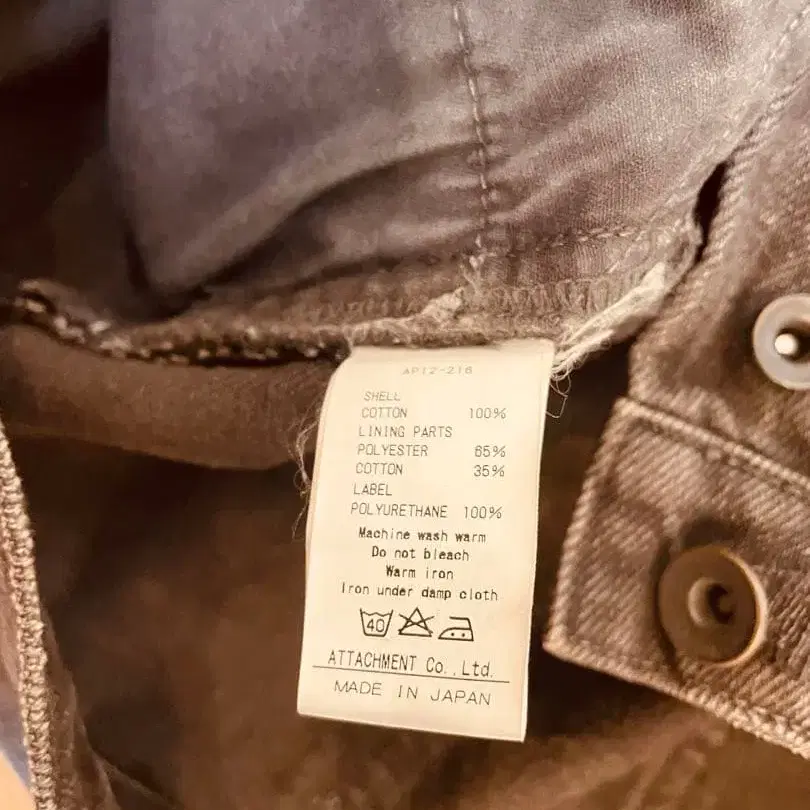 AP12-216
SHELL
COTTON 100%
LINING PARTS
POLYESTER 65%
COTTON 35%
LABEL
POLYURETHANE 100%
Machine wash warm
Do not bleach
Warm iron
Iron under damp cloth
40
ATTACHMENT Co.,Ltd.
MADE IN JAPAN